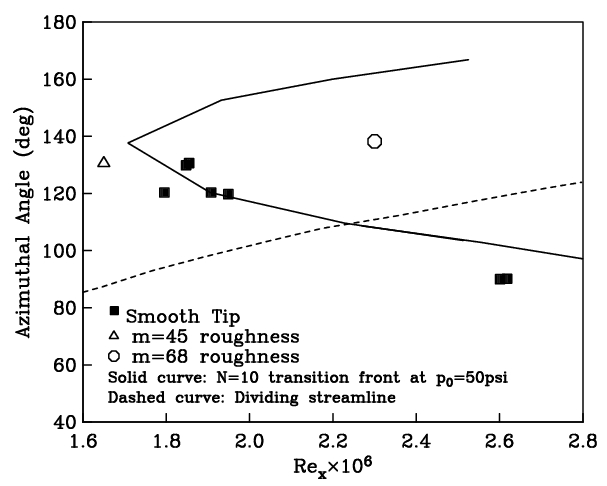 180
160
140
120
100
80
60
40
Azimuthal Angle (deg)
Smooth Tip
m=45 roughness
m=68 roughness
Solid curve: N=10 transition front at p₀=50psi
Dashed curve: Dividing streamline
1.6 1.8 2.0 2.2 2.4 2.6 2.8
Reₓ×10⁶